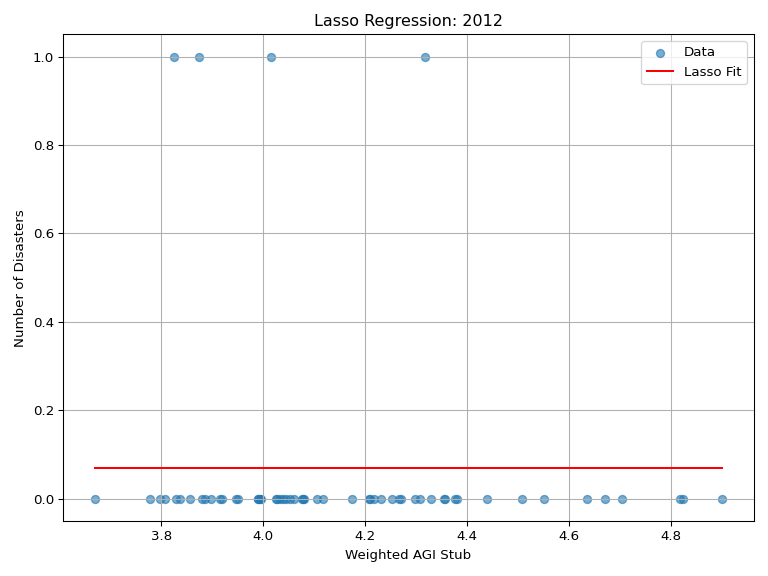 Lasso Regression: 2012
Data
Lasso Fit
Number of Disasters
1.0
0.8
0.6
0.4
0.2
0.0
3.8 4.0 4.2 4.4 4.6 4.8
Weighted AGI Stub